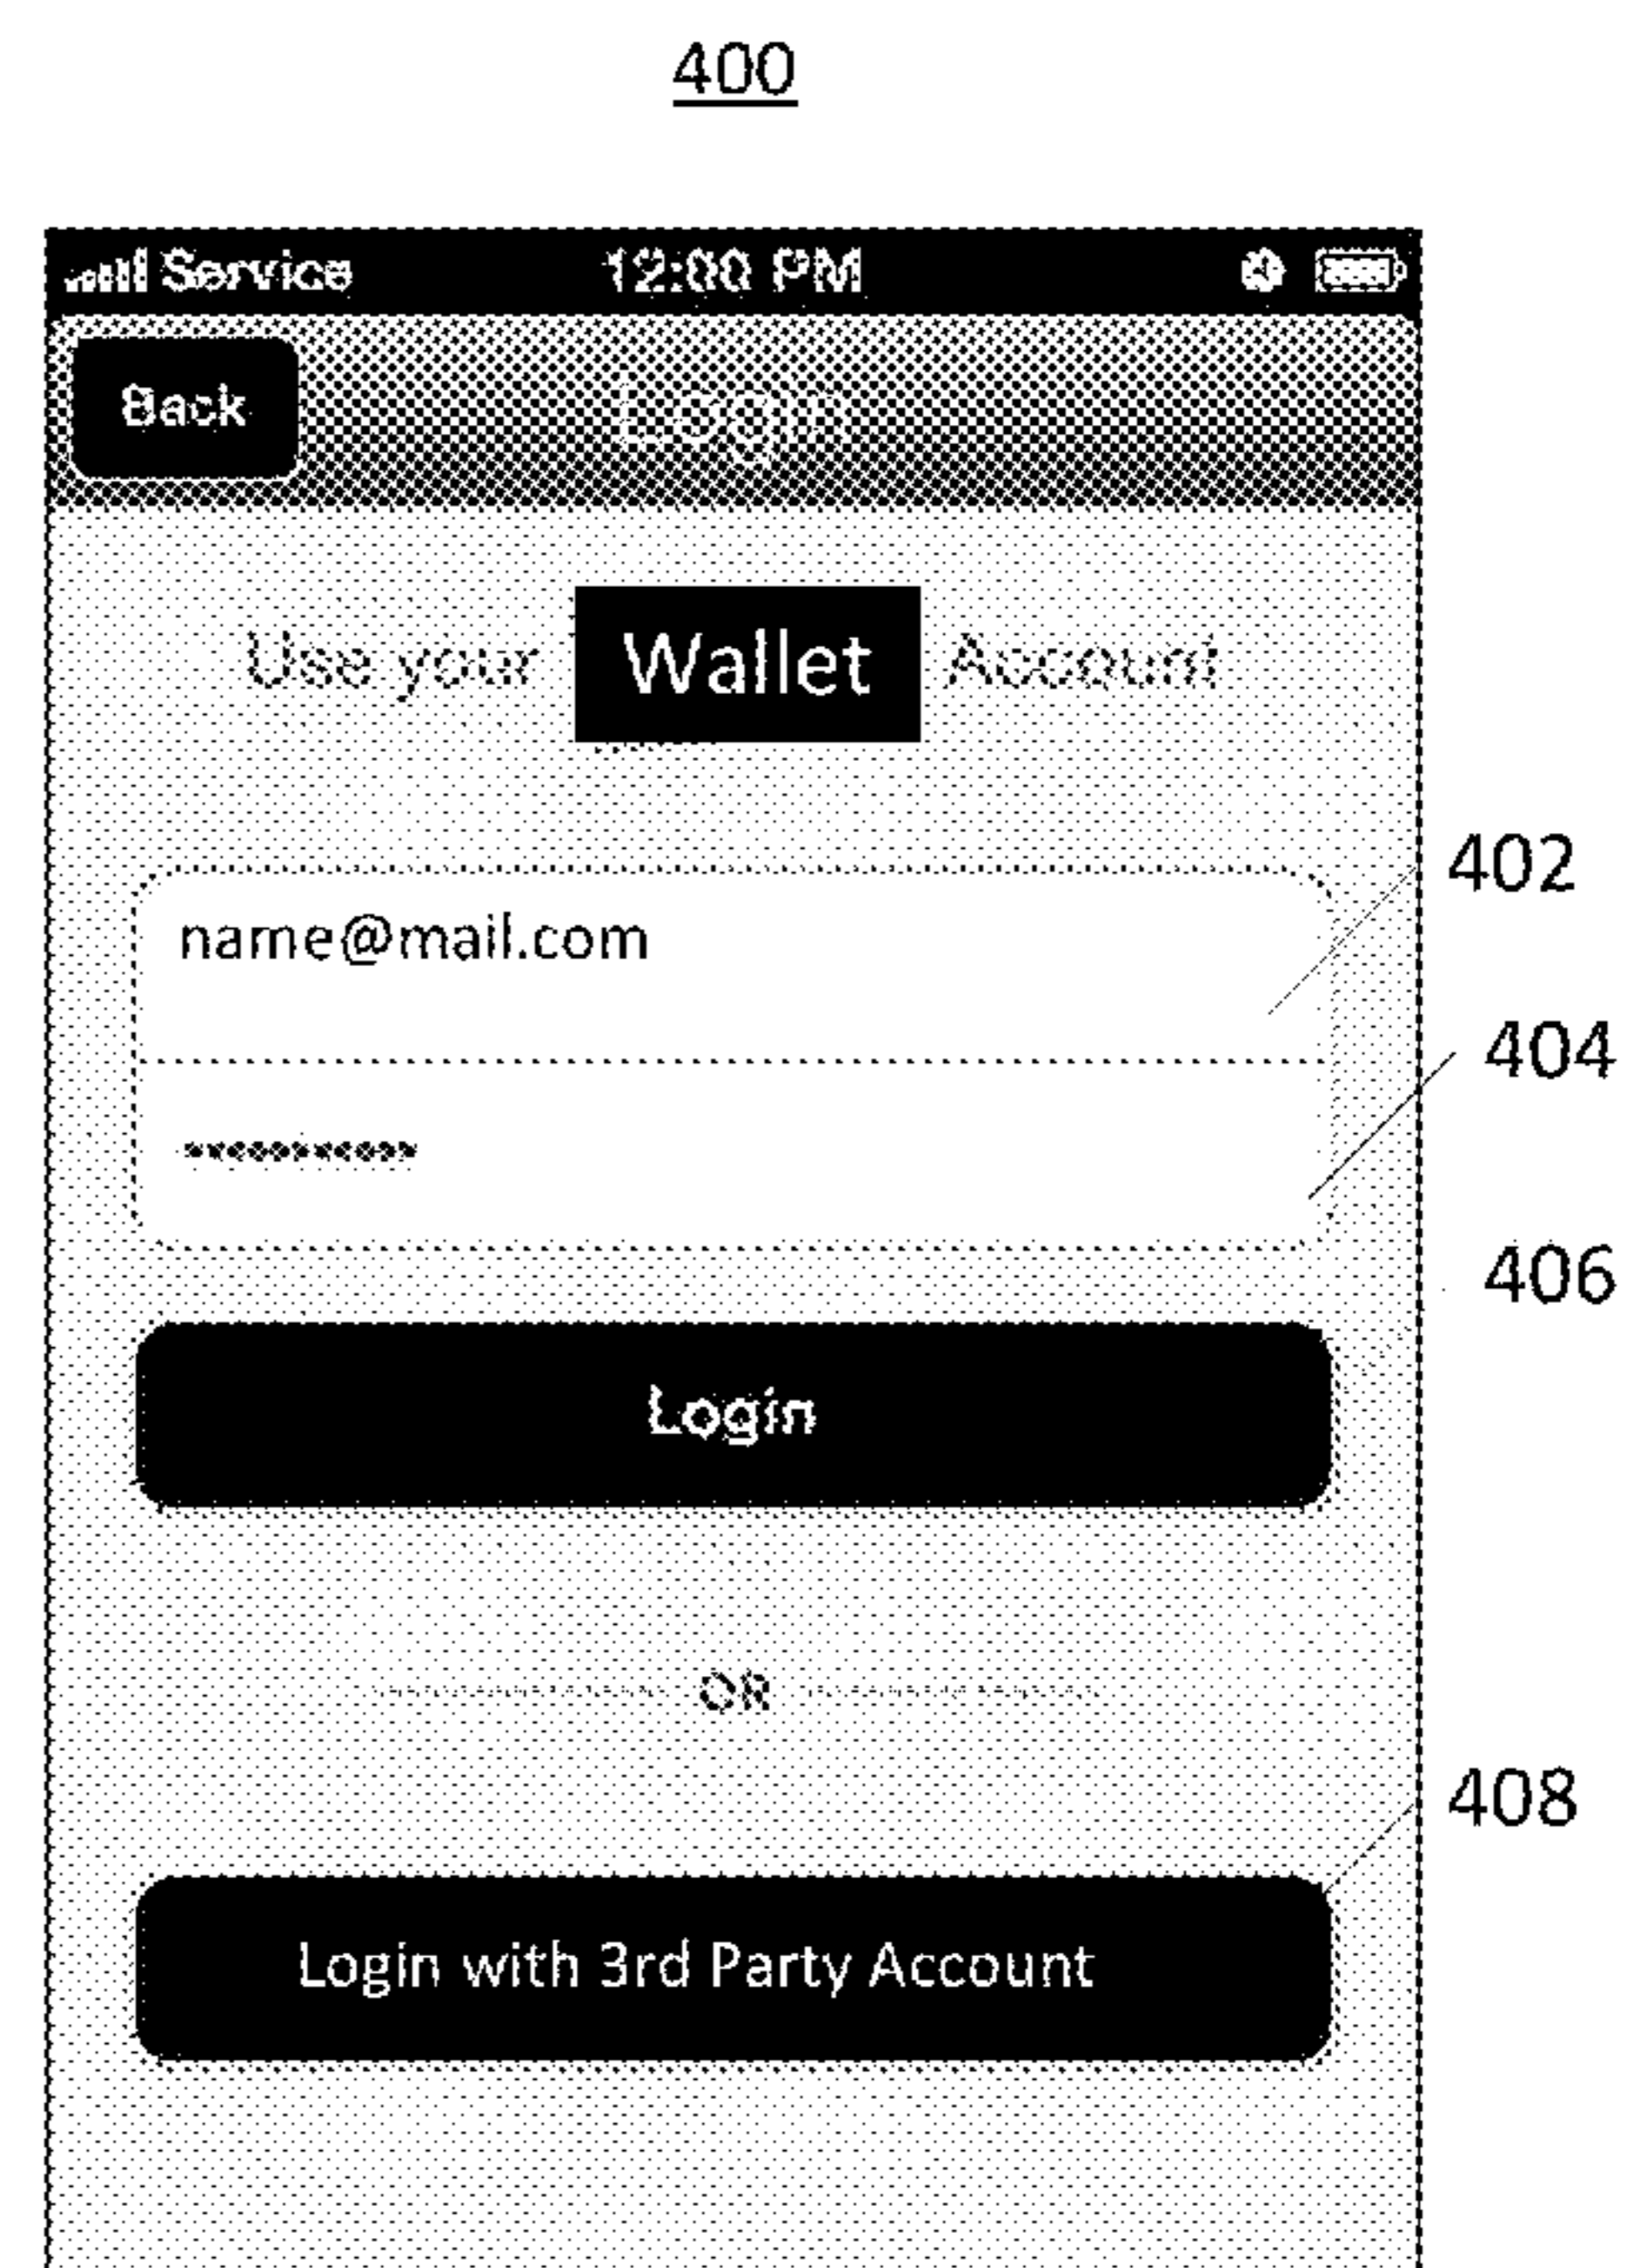 400
Service 12:00 PM
Back Login
Use your Wallet Account
402
name@mail.com
404
406
Login
OR
408
Login with 3rd Party Account